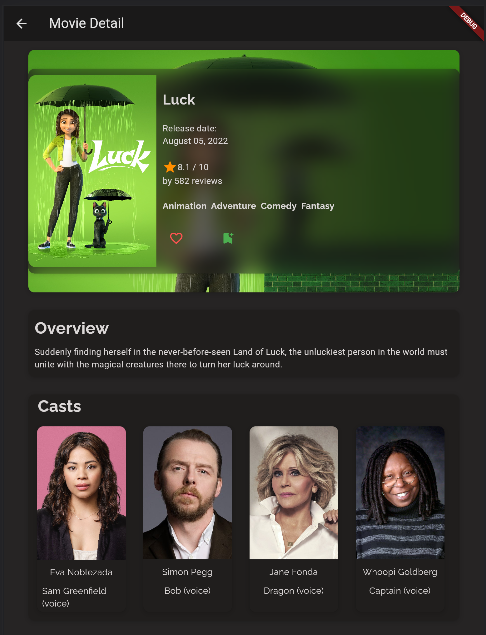 Movie Detail
DEBUG
Luck
Release date:
August 05, 2022
8.1 / 10
by 582 reviews
Animation Adventure Comedy Fantasy
Luck
Overview
Suddenly finding herself in the never-before-seen Land of Luck, the unluckiest person in the world must
unite with the magical creatures there to turn her luck around.
Casts
Eva Noblezada
Simon Pegg
Jane Fonda
Whoopi Goldberg
Sam Greenfield
(voice)
Bob (voice)
Dragon (voice)
Captain (voice)